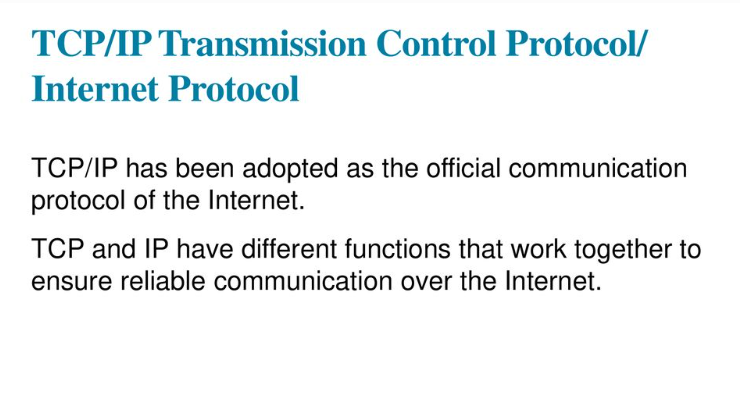 TCP/IP Transmission Control Protocol/
Internet Protocol
TCP/IP has been adopted as the official communication
protocol of the Internet.
TCP and IP have different functions that work together to
ensure reliable communication over the Internet.